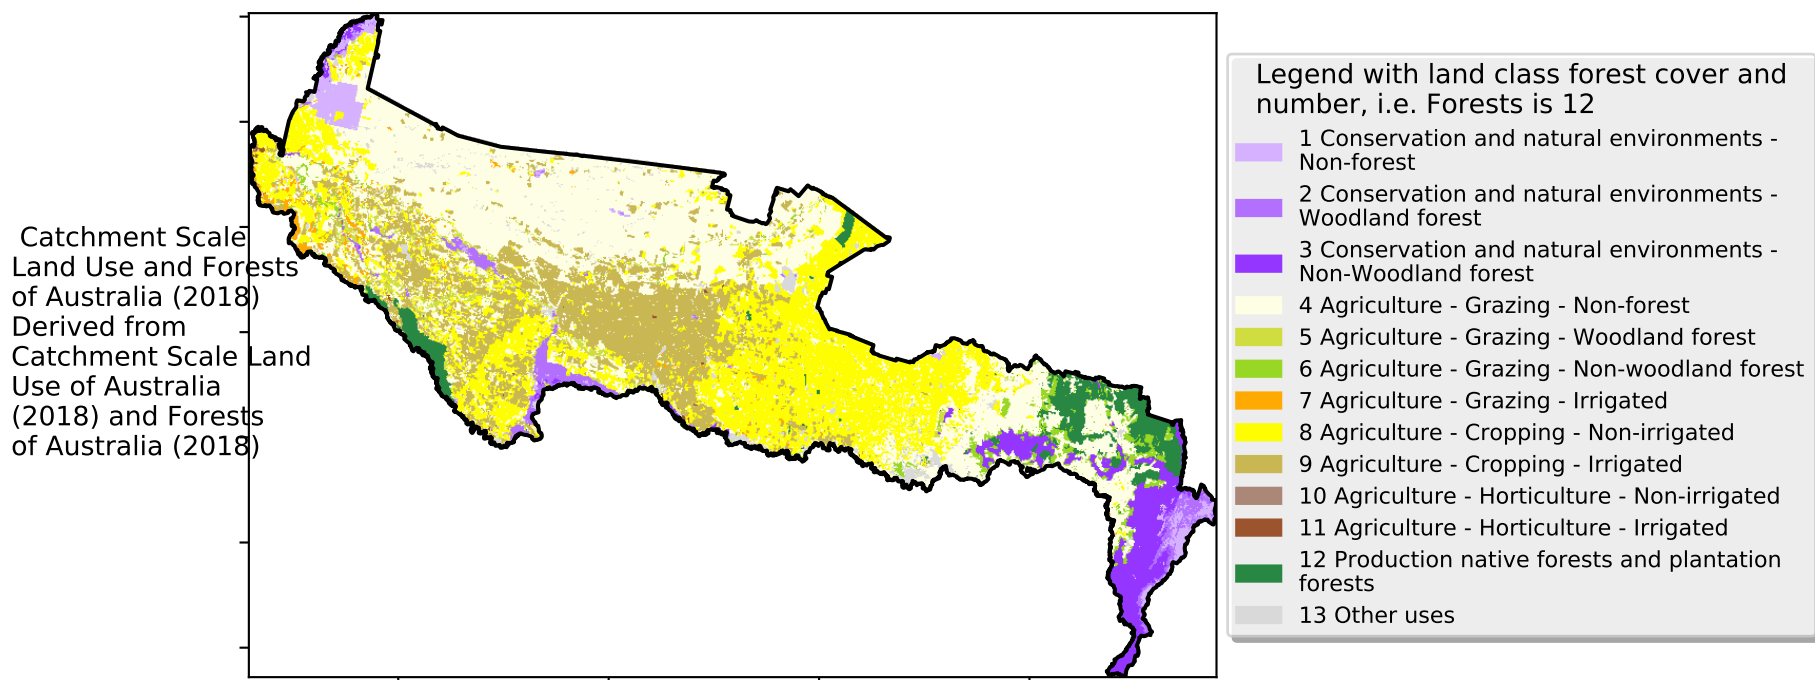 Catchment Scale
Land Use and Forests
of Australia (2018)
Derived from
Catchment Scale Land
Use of Australia
(2018) and Forests
of Australia (2018)
Legend with land class forest cover and
number, i.e. Forests is 12
1 Conservation and natural environments -
Non-forest
2 Conservation and natural environments -
Woodland forest
3 Conservation and natural environments -
Non-Woodland forest
4 Agriculture - Grazing - Non-forest
5 Agriculture - Grazing - Woodland forest
6 Agriculture - Grazing - Non-woodland forest
7 Agriculture - Grazing - Irrigated
8 Agriculture - Cropping - Non-irrigated
9 Agriculture - Cropping - Irrigated
10 Agriculture - Horticulture - Non-irrigated
11 Agriculture - Horticulture - Irrigated
12 Production native forests and plantation
forests
13 Other uses